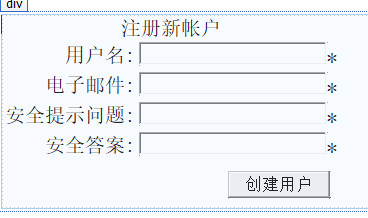 div
注册新帐户
用户名: *
电子邮件: *
安全提示问题: *
安全答案: *
创建用户